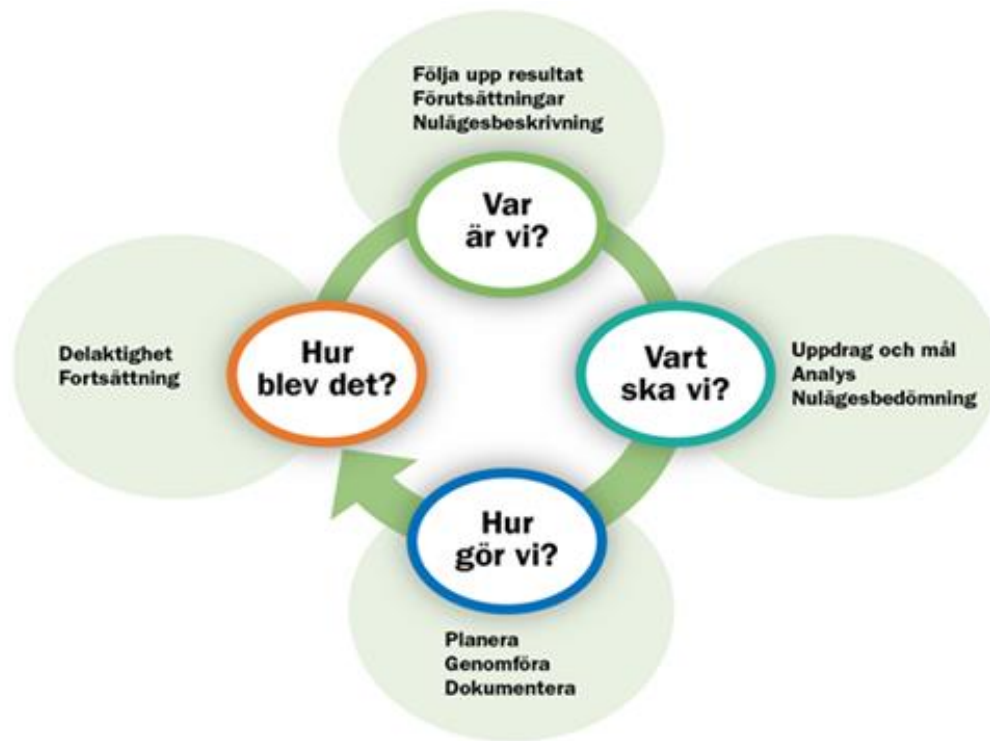 Följa upp resultat
Förutsättningar
Nulägesbeskrivning
Var
är vi?
Vart
ska vi?
Uppdrag och mål
Analys
Nulägesbedömning
Hur
gör vi?
Planera
Genomföra
Dokumentera
Hur
blev det?
Delaktighet
Fortsättning